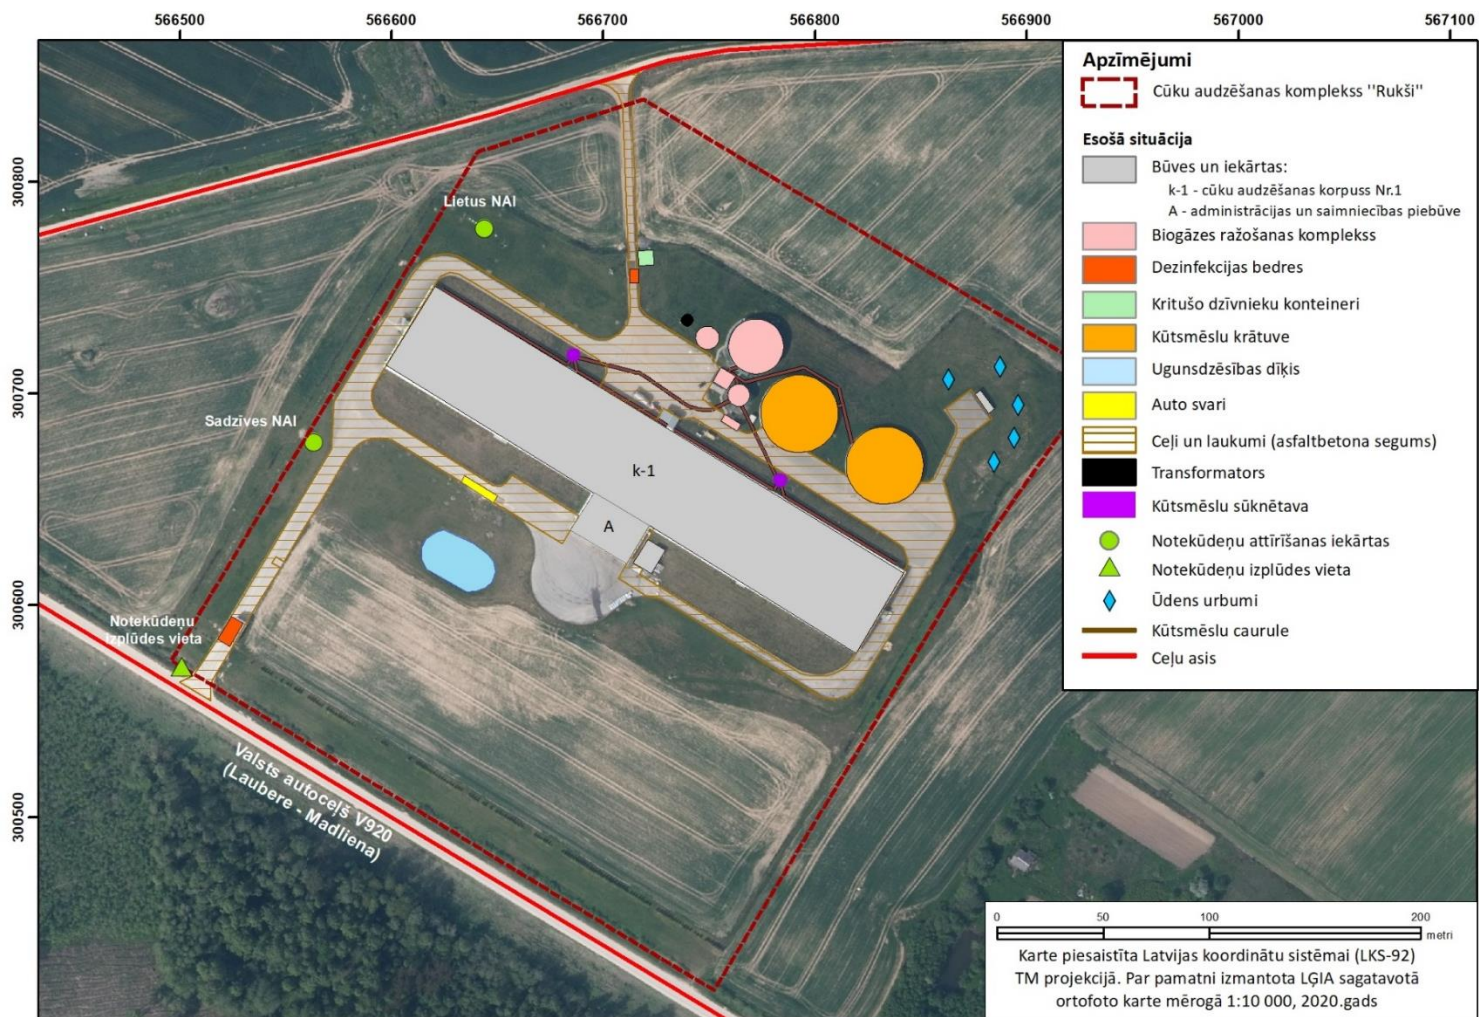 566500 566600 566700 566800 566900 567000 567100
300800
300700
300600
300500
Lietus NAI
Sadzīves NAI
k-1
A
Notekūdeņu
izplūdes vieta
Valsts autoceļš V920
(Laubere - Madliena)
Apzīmējumi
Cūku audzēšanas komplekss "Rukši"
Esošā situācija
Būves un iekārtas:
k-1 - cūku audzēšanas korpuss Nr.1
A - administrācijas un saimniecības piebūve
Biogāzes ražošanas komplekss
Dezinfekcijas bedres
Kritušo dzīvnieku konteineri
Kūtsmēslu krātuve
Ugunsdzēsības dīķis
Auto svari
Ceļi un laukumi (asfaltbetona segums)
Transformators
Kūtsmēslu sūknētava
Notekūdeņu attīrīšanas iekārtas
Notekūdeņu izplūdes vieta
Ūdens urbumi
Kūtsmēslu caurule
Ceļu asis
0 50 100 200
metri
Karte piesaistīta Latvijas koordinātu sistēmai (LKS-92)
TM projekcijā. Par pamatni izmantota LĢIA sagatavotā
ortofoto karte mērogā 1:10 000, 2020.gads